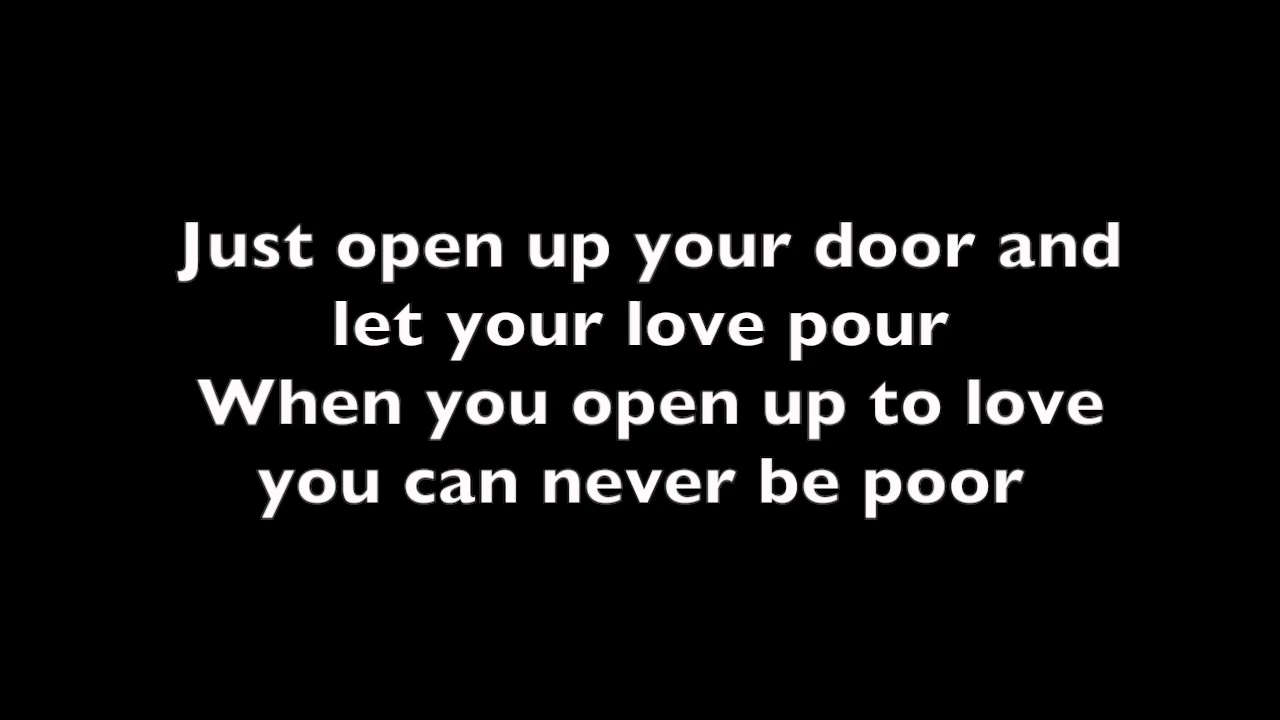 Just open up your door and
let your love pour
When you open up to love
you can never be poor